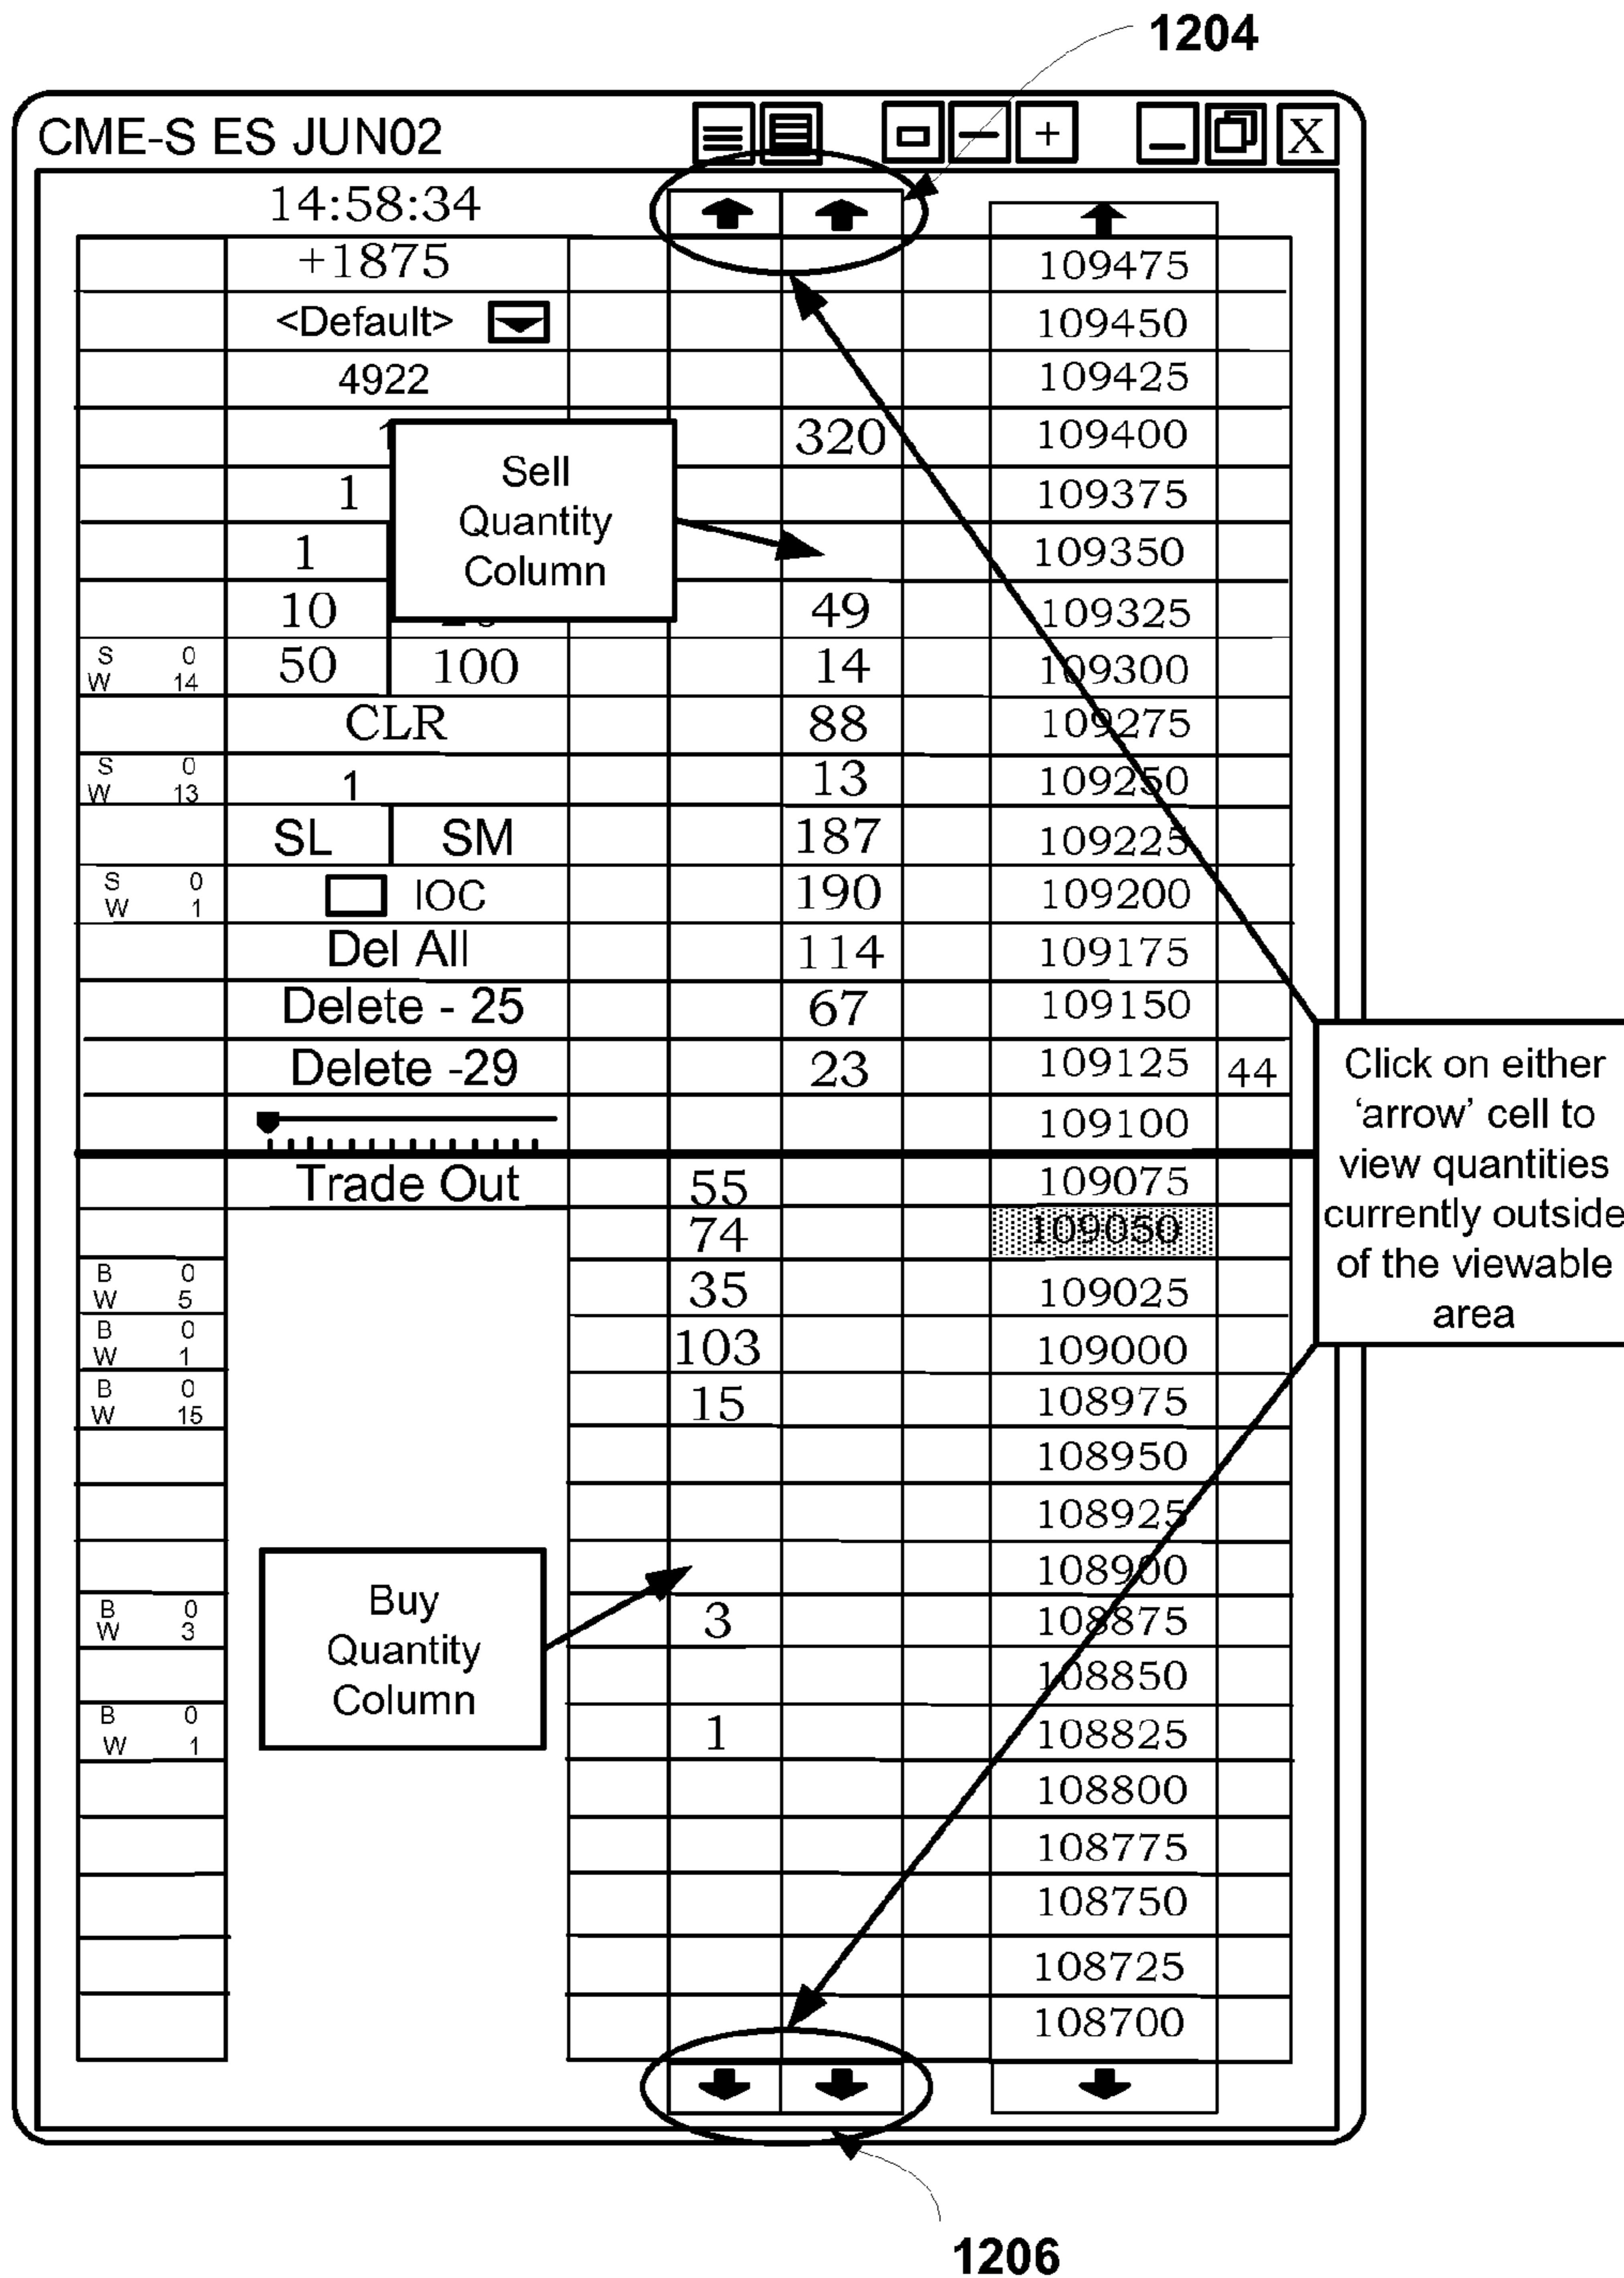 1204
CME-S ES JUN02 + X
14:58:34
+1875 109475
<Default> 109450
4922 109425
320 109400
1 109375
1 109350
10 49 109325
S 0
W 14
50 100 14 109300
CLR 88 109275
S 0
W 13
1 13 109250
SL SM 187 109225
S 0
W 1
IOC 190 109200
Del All 114 109175
Delete - 25 67 109150
Delete -29 23 109125 44
109100
Trade Out 55 109075
74 109050
B 0
W 5
35 109025
B 0
W 1
103 109000
B 0
W 15
15 108975
108950
108925
108900
B 0
W 3
3 108875
108850
B 0
W 1
1 108825
108800
108775
108750
108725
108700
Sell
Quantity
Column
Buy
Quantity
Column
Click on either
‘arrow’ cell to
view quantities
currently outside
of the viewable
area
1206